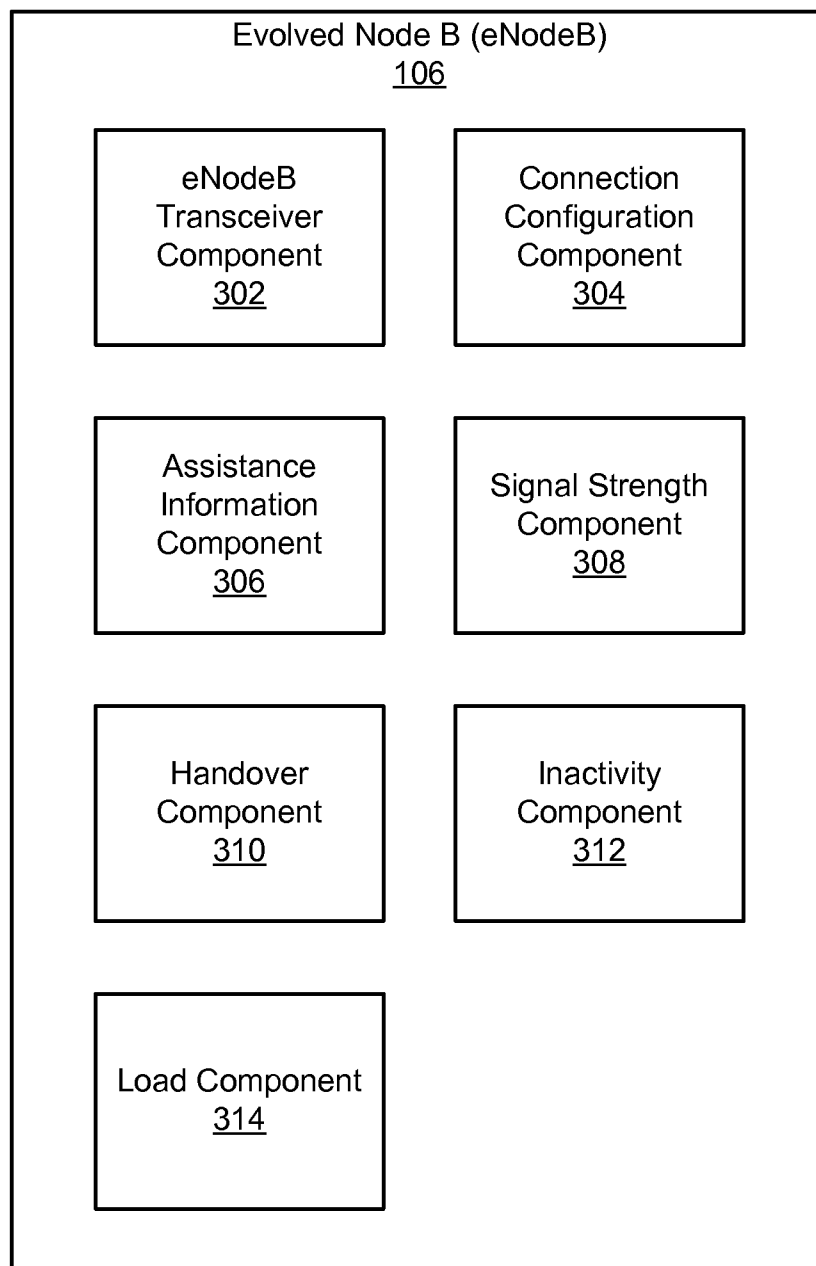 Evolved Node B (eNodeB)
106
eNodeB
Transceiver
Component
302
Connection
Configuration
Component
304
Assistance
Information
Component
306
Signal Strength
Component
308
Handover
Component
310
Inactivity
Component
312
Load Component
314